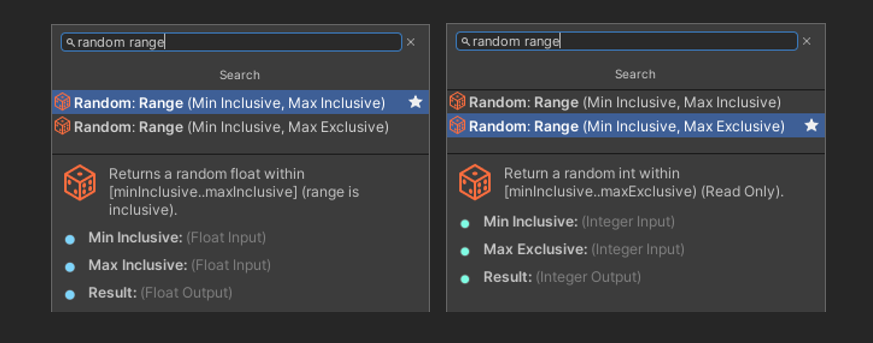 random range
Search
Random: Range (Min Inclusive, Max Inclusive)
Random: Range (Min Inclusive, Max Exclusive)
Returns a random float within
[minInclusive..maxInclusive] (range is
inclusive).
Min Inclusive: (Float Input)
Max Inclusive: (Float Input)
Result: (Float Output)
random range
Search
Random: Range (Min Inclusive, Max Inclusive)
Random: Range (Min Inclusive, Max Exclusive)
Return a random int within
[minInclusive..maxExclusive) (Read Only).
Min Inclusive: (Integer Input)
Max Exclusive: (Integer Input)
Result: (Integer Output)